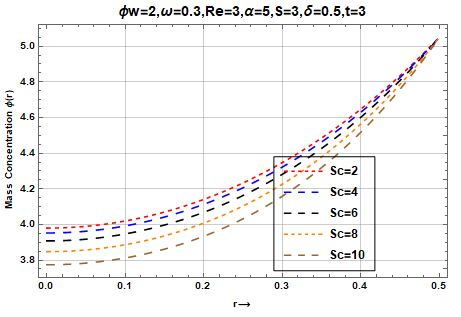 ϕw=2,ω=0.3,Re=3,α=5,S=3,δ=0.5,t=3
Mass Concentration ϕ(r)
5.0
4.8
4.6
4.4
4.2
4.0
3.8
Sc=2
Sc=4
Sc=6
Sc=8
Sc=10
0.0 0.1 0.2 0.3 0.4 0.5
r→